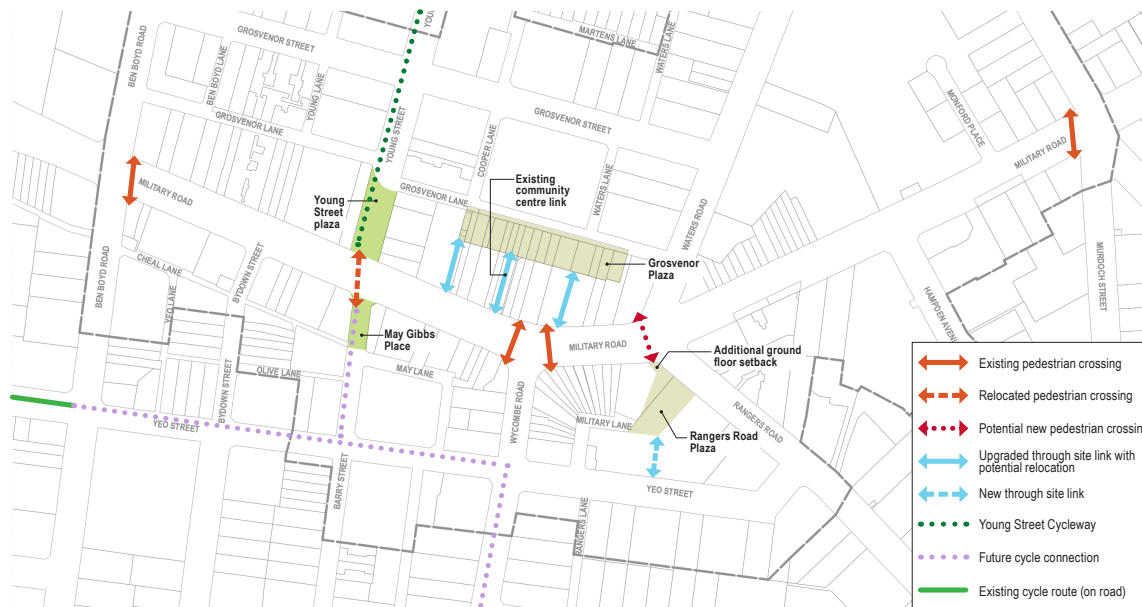 YOUNG
MARTENS LANE
WATERS LANE
GROSVENOR STREET
BEN BOYD ROAD
BEN BOYD LANE
YOUNG LANE
GROSVENOR LANE
YOUNG STREET
COOPER LANE
GROSVENOR STREET
MONFORD PLACE
MILITARY ROAD
MILITARY ROAD
Young
Street
plaza
GROSVENOR LANE
Existing
community
centre link
WATERS LANE
WATERS ROAD
Grosvenor
Plaza
CHEAL LANE
BEN BOYD ROAD
YEO LANE
BYDOWN STREET
HAMPDEN AVENU
MURDOCH STREET
May Gibbs
Place
MILITARY ROAD
Additional ground
floor setback
OLIVE LANE
MAY LANE
BYDOWN STREET
WYCOMBE ROAD
MILITARY LANE
RANGERS ROAD
Rangers Road
Plaza
YEO STREET
BARRY STREET
YEO STREET
RANGERS LANE
Existing pedestrian crossing
Relocated pedestrian crossing
Potential new pedestrian crossing
Upgraded through site link with
potential relocation
New through site link
Young Street Cycleway
Future cycle connection
Existing cycle route (on road)